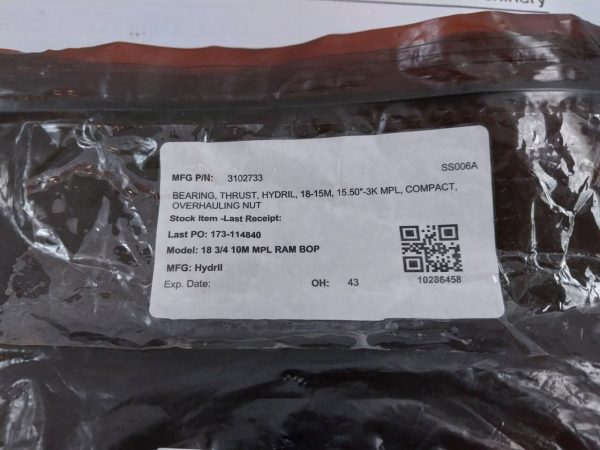 MFG P/N: 3102733
SS006A
BEARING, THRUST, HYDRIL, 18-15M, 15.50"-3K MPL, COMPACT,
OVERHAULING NUT
Stock Item -Last Receipt:
Last PO: 173-114840
Model: 18 3/4 10M MPL RAM BOP
MFG: Hydril
Exp. Date: OH: 43
10286458